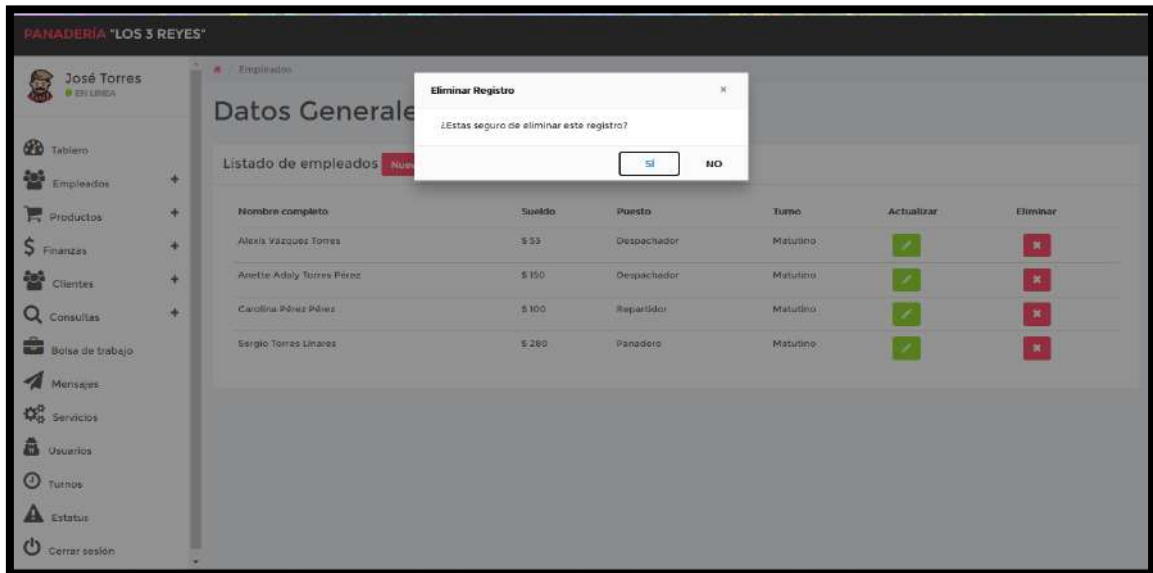 PANADERÍA "LOS 3 REYES"
José Torres
EN LINEA
Tablero
Empleados
Productos
Finanzas
Clientes
Consultas
Bolsa de trabajo
Mensajes
Servicios
Usuarios
Turnos
Estatus
Cerrar sesión
/ Empleados
Datos Generale
Eliminar Registro
¿Estas seguro de eliminar este registro?
SÍ NO
Listado de empleados Nuev
Nombre completo Sueldo Puesto Turno Actualizar Eliminar
Alexis Vázquez Torres $ 53 Despachador Matutino
Anette Adaly Torres Pérez $ 150 Despachador Matutino
Carolina Pérez Pérez $ 100 Repartidor Matutino
Sergio Torres Linares $ 280 Panadero Matutino